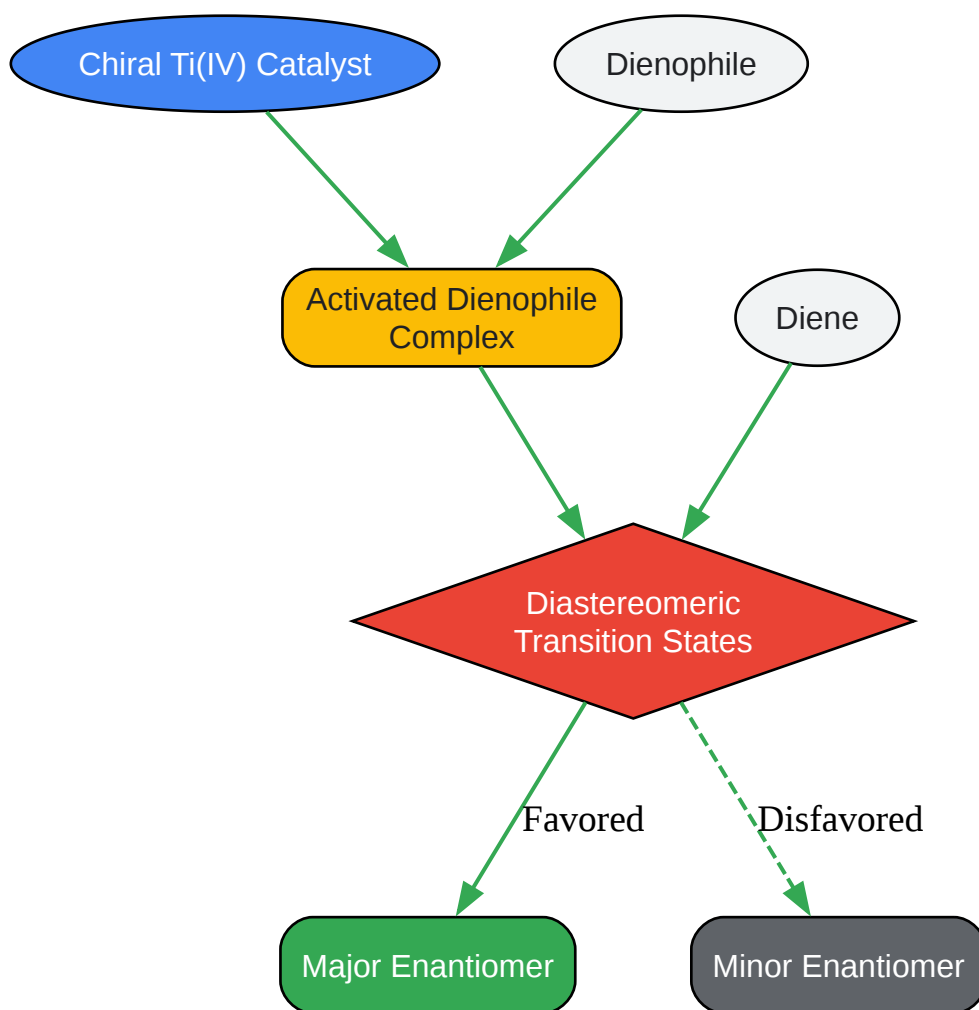 Chiral Ti(IV) Catalyst
Dienophile
Activated Dienophile
Complex
Diene
Diastereomeric
Transition States
Favored
Disfavored
Major Enantiomer
Minor Enantiomer